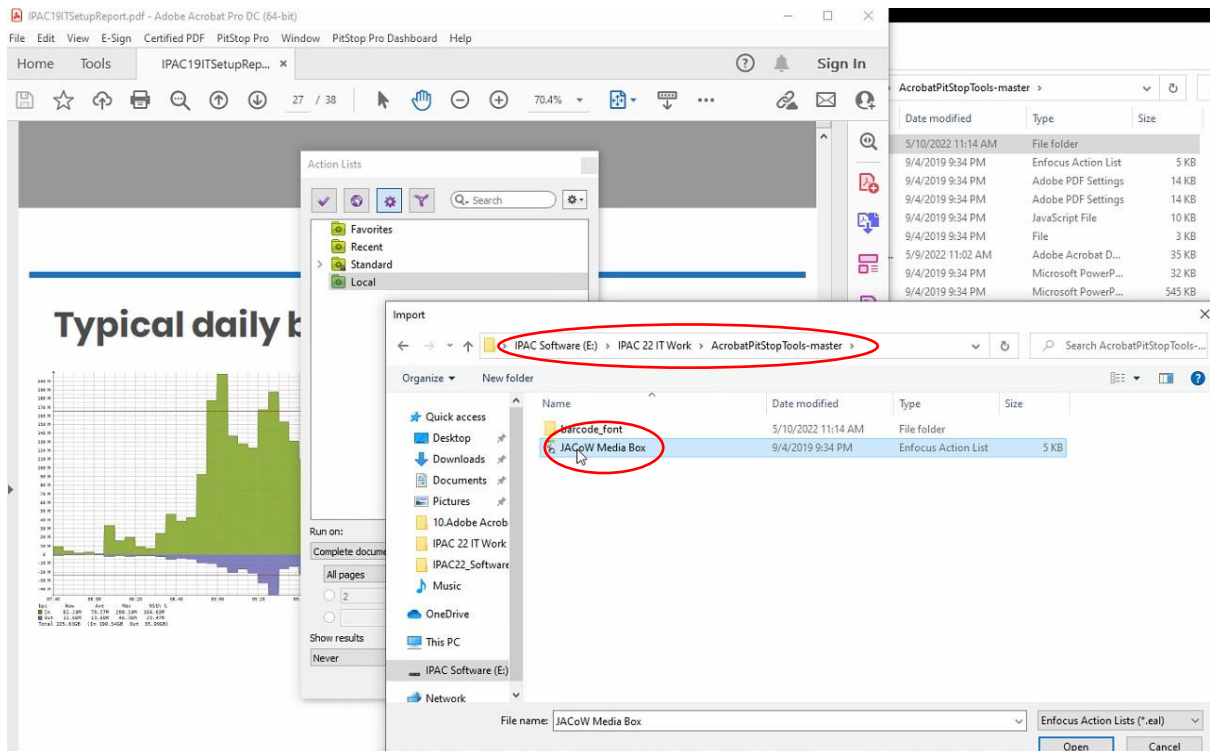 IPAC19ITSetupReport.pdf - Adobe Acrobat Pro DC (64-bit)
File Edit View E-Sign Certified PDF PitStop Pro Window PitStop Pro Dashboard Help
Home Tools IPAC19ITSetupRep... × Sign In
27 / 38 70.4%
AcrobatPitStopTools-master >
Date modified Type Size
5/10/2022 11:14 AM File folder
9/4/2019 9:34 PM Enfocus Action List 5 KB
9/4/2019 9:34 PM Adobe PDF Settings 14 KB
9/4/2019 9:34 PM Adobe PDF Settings 14 KB
9/4/2019 9:34 PM JavaScript File 10 KB
9/4/2019 9:34 PM File 3 KB
5/9/2022 11:02 AM Adobe Acrobat D... 35 KB
9/4/2019 9:34 PM Microsoft PowerP... 32 KB
9/4/2019 9:34 PM Microsoft PowerP... 545 KB
Action Lists
Search
Favorites
Recent
Standard
Local
Run on:
Complete docume
All pages
2
Show results
Never
Typical daily b
Import
IPAC Software (E:) > IPAC 22 IT Work > AcrobatPitStopTools-master >
Search AcrobatPitStopTools-...
Organize New folder
Name Date modified Type Size
barcode_font 5/10/2022 11:14 AM File folder
JACoW Media Box 9/4/2019 9:34 PM Enfocus Action List 5 KB
Quick access
Desktop
Downloads
Documents
Pictures
10.Adobe Acrob
IPAC 22 IT Work
IPAC22_Software
Music
OneDrive
This PC
IPAC Software (E:)
Network
File name: JACoW Media Box
Enfocus Action Lists (*.eal)
Open Cancel